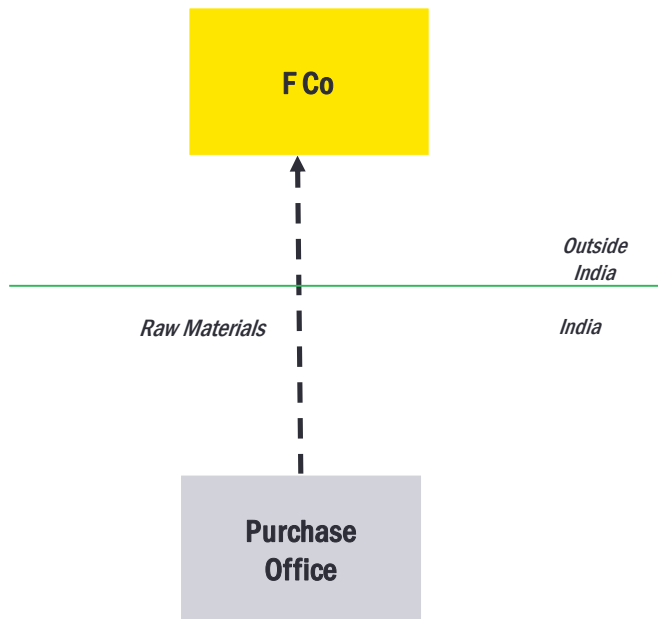 F Co
Outside
India
Raw Materials
India
Purchase
Office